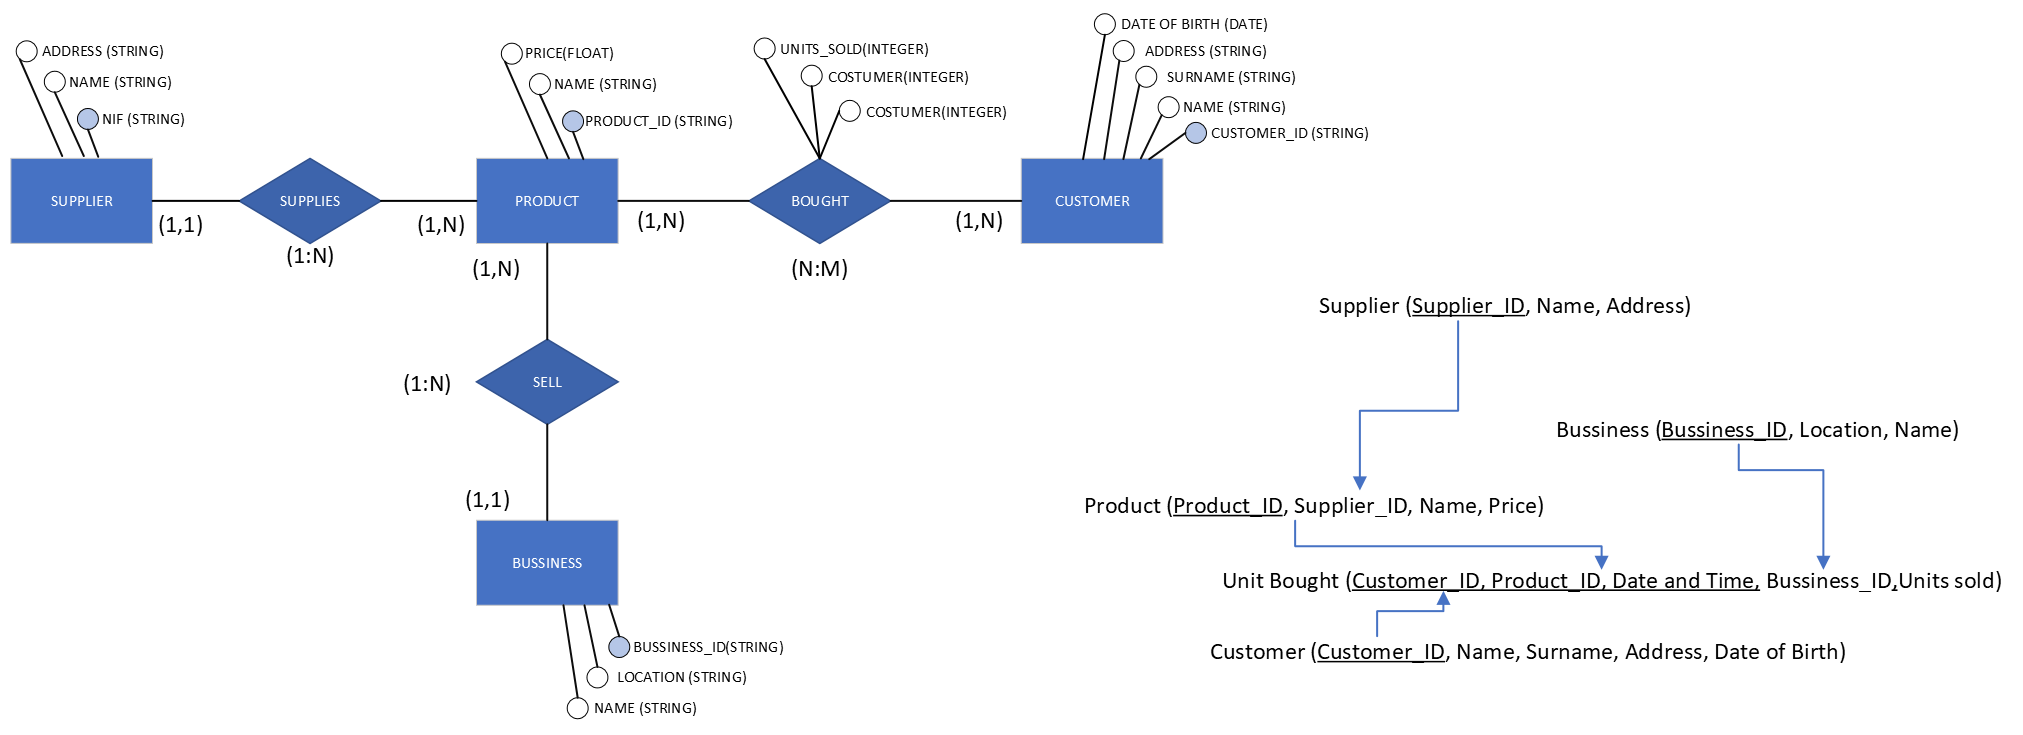 ADDRESS (STRING)
NAME (STRING)
NIF (STRING)
SUPPLIER
(1,1)
SUPPLIES
(1:N)
(1,N)
PRICE(FLOAT)
NAME (STRING)
PRODUCT_ID (STRING)
PRODUCT
(1,N)
(1,N)
UNITS_SOLD(INTEGER)
COSTUMER(INTEGER)
COSTUMER(INTEGER)
BOUGHT
(N:M)
(1,N)
DATE OF BIRTH (DATE)
ADDRESS (STRING)
SURNAME (STRING)
NAME (STRING)
CUSTOMER_ID (STRING)
CUSTOMER
SELL
(1:N)
(1,1)
BUSSINESS
BUSSINESS_ID(STRING)
LOCATION (STRING)
NAME (STRING)
Supplier (Supplier_ID, Name, Address)
Bussiness (Bussiness_ID, Location, Name)
Product (Product_ID, Supplier_ID, Name, Price)
Unit Bought (Customer_ID, Product_ID, Date and Time, Bussiness_ID,Units sold)
Customer (Customer_ID, Name, Surname, Address, Date of Birth)